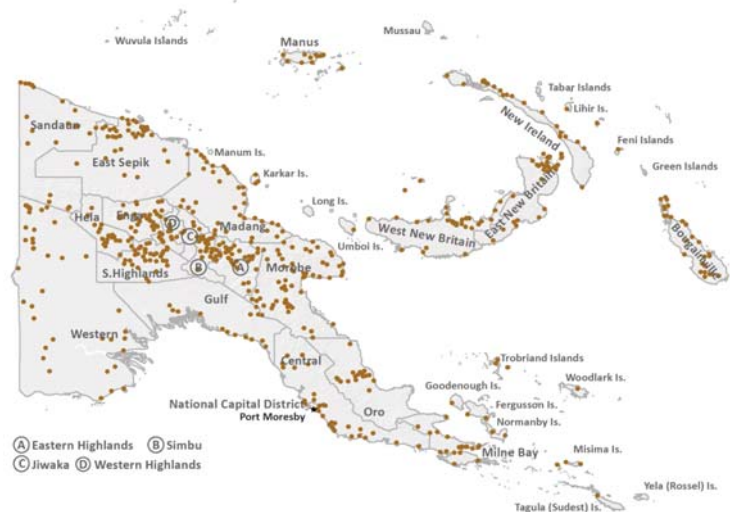 Wuvula Islands
Manus
Mussau
Tabar Islands
Lihir Is.
New Ireland
Feni Islands
Green Islands
Sandaun
East Sepik
Manum Is.
Karkar Is.
Long Is.
Umboi Is.
West New Britain
East New Britain
Bougainville
Hela
Enga
D
C
Madang
S.Highlands
B
A
Morobe
Gulf
Western
Central
Trobriand Islands
Woodlark Is.
Goodenough Is.
Fergusson Is.
Normanby Is.
National Capital District
Port Moresby
Oro
Milne Bay
Misima Is.
Yela (Rossel) Is.
Tagula (Sudest) Is.
A Eastern Highlands B Simbu
C Jiwaka D Western Highlands